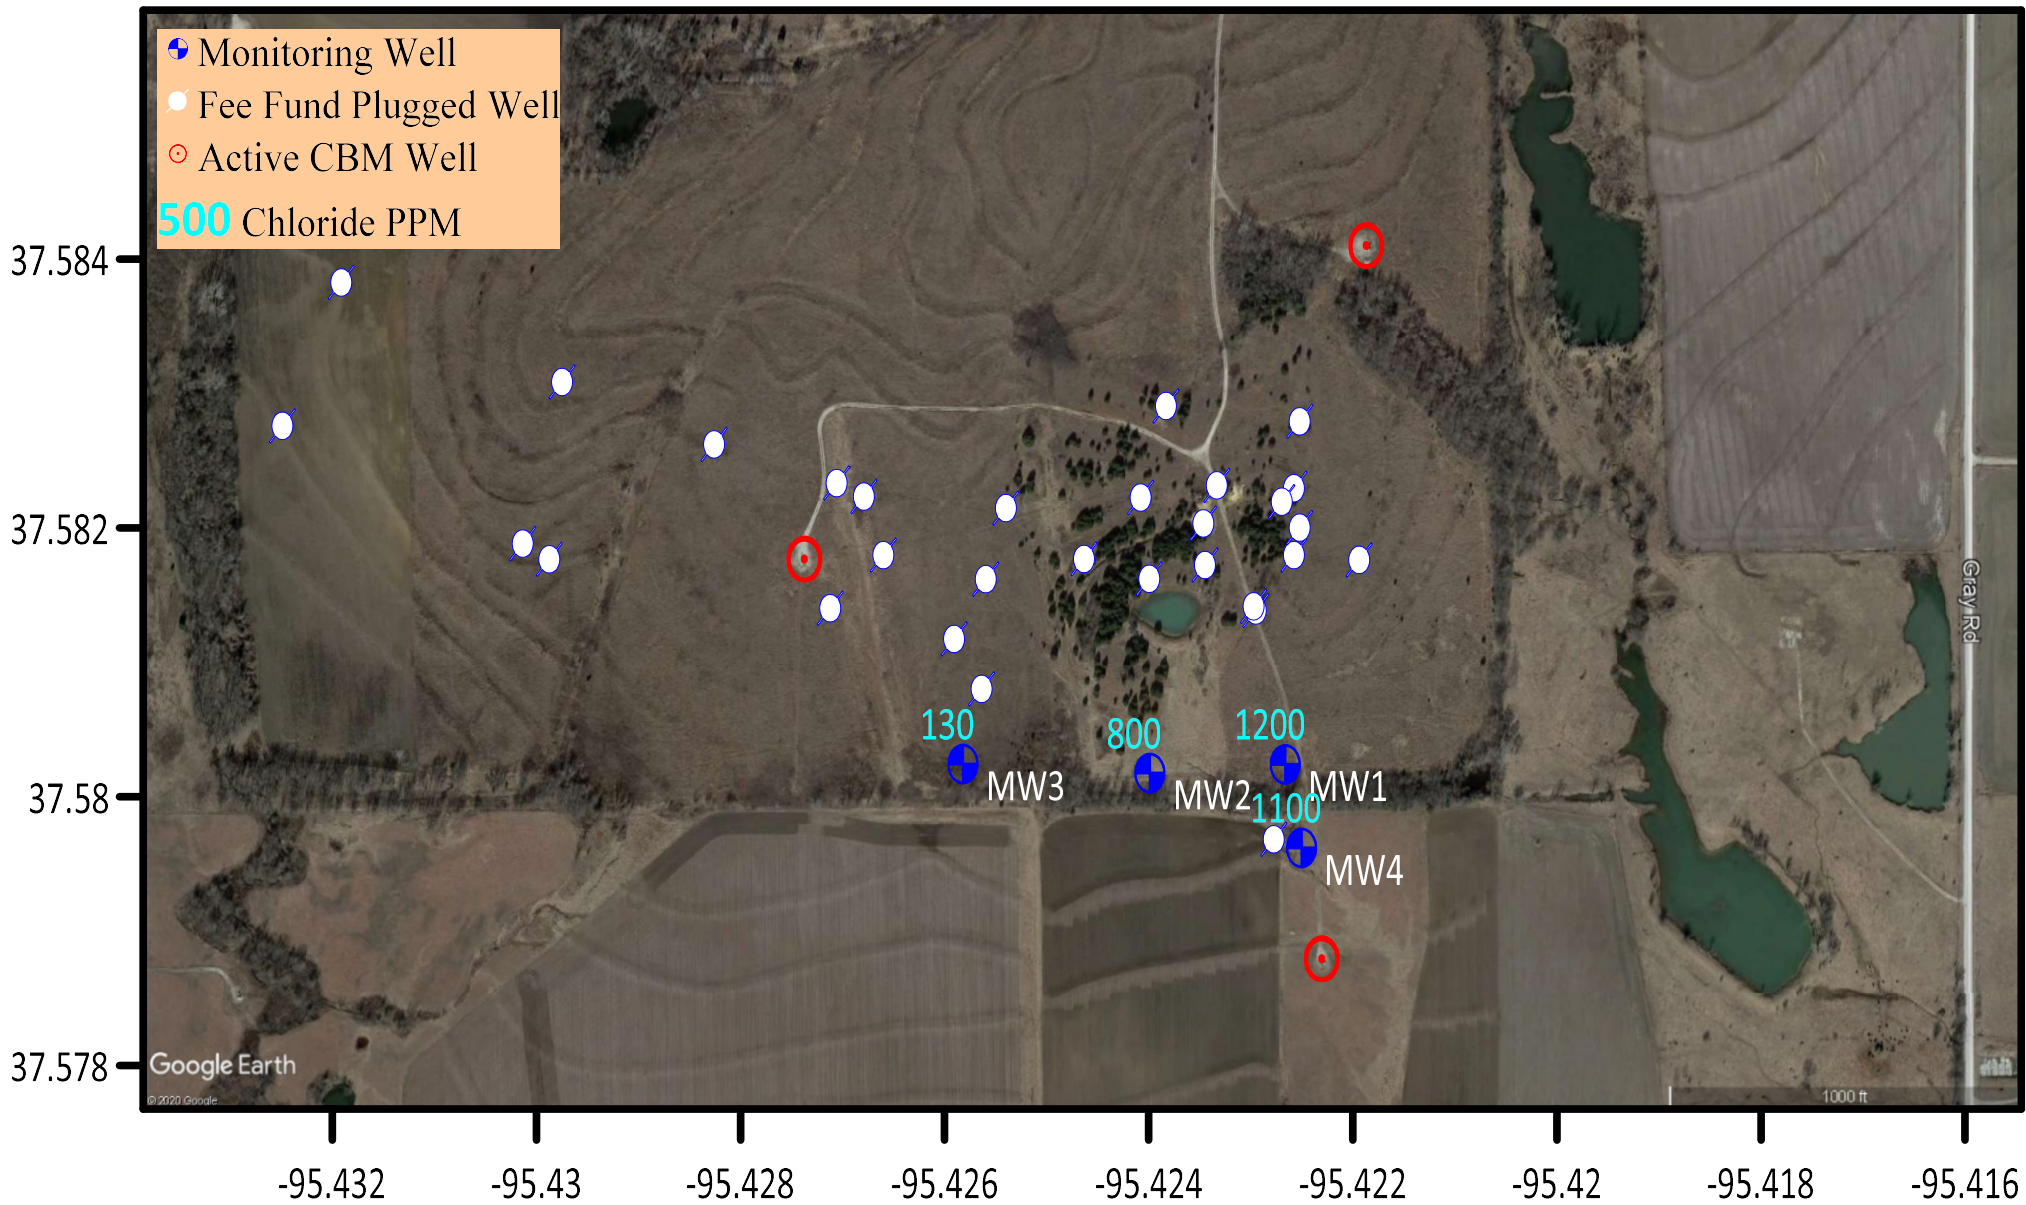 Monitoring Well
Fee Fund Plugged Well
Active CBM Well
500 Chloride PPM
37.584
37.582
37.58
37.578
Gray Rd
130
800
1200
MW3
MW2
MW1
1100
MW4
Google Earth
© 2020 Google
1000 ft
-95.432
-95.43
-95.428
-95.426
-95.424
-95.422
-95.42
-95.418
-95.416